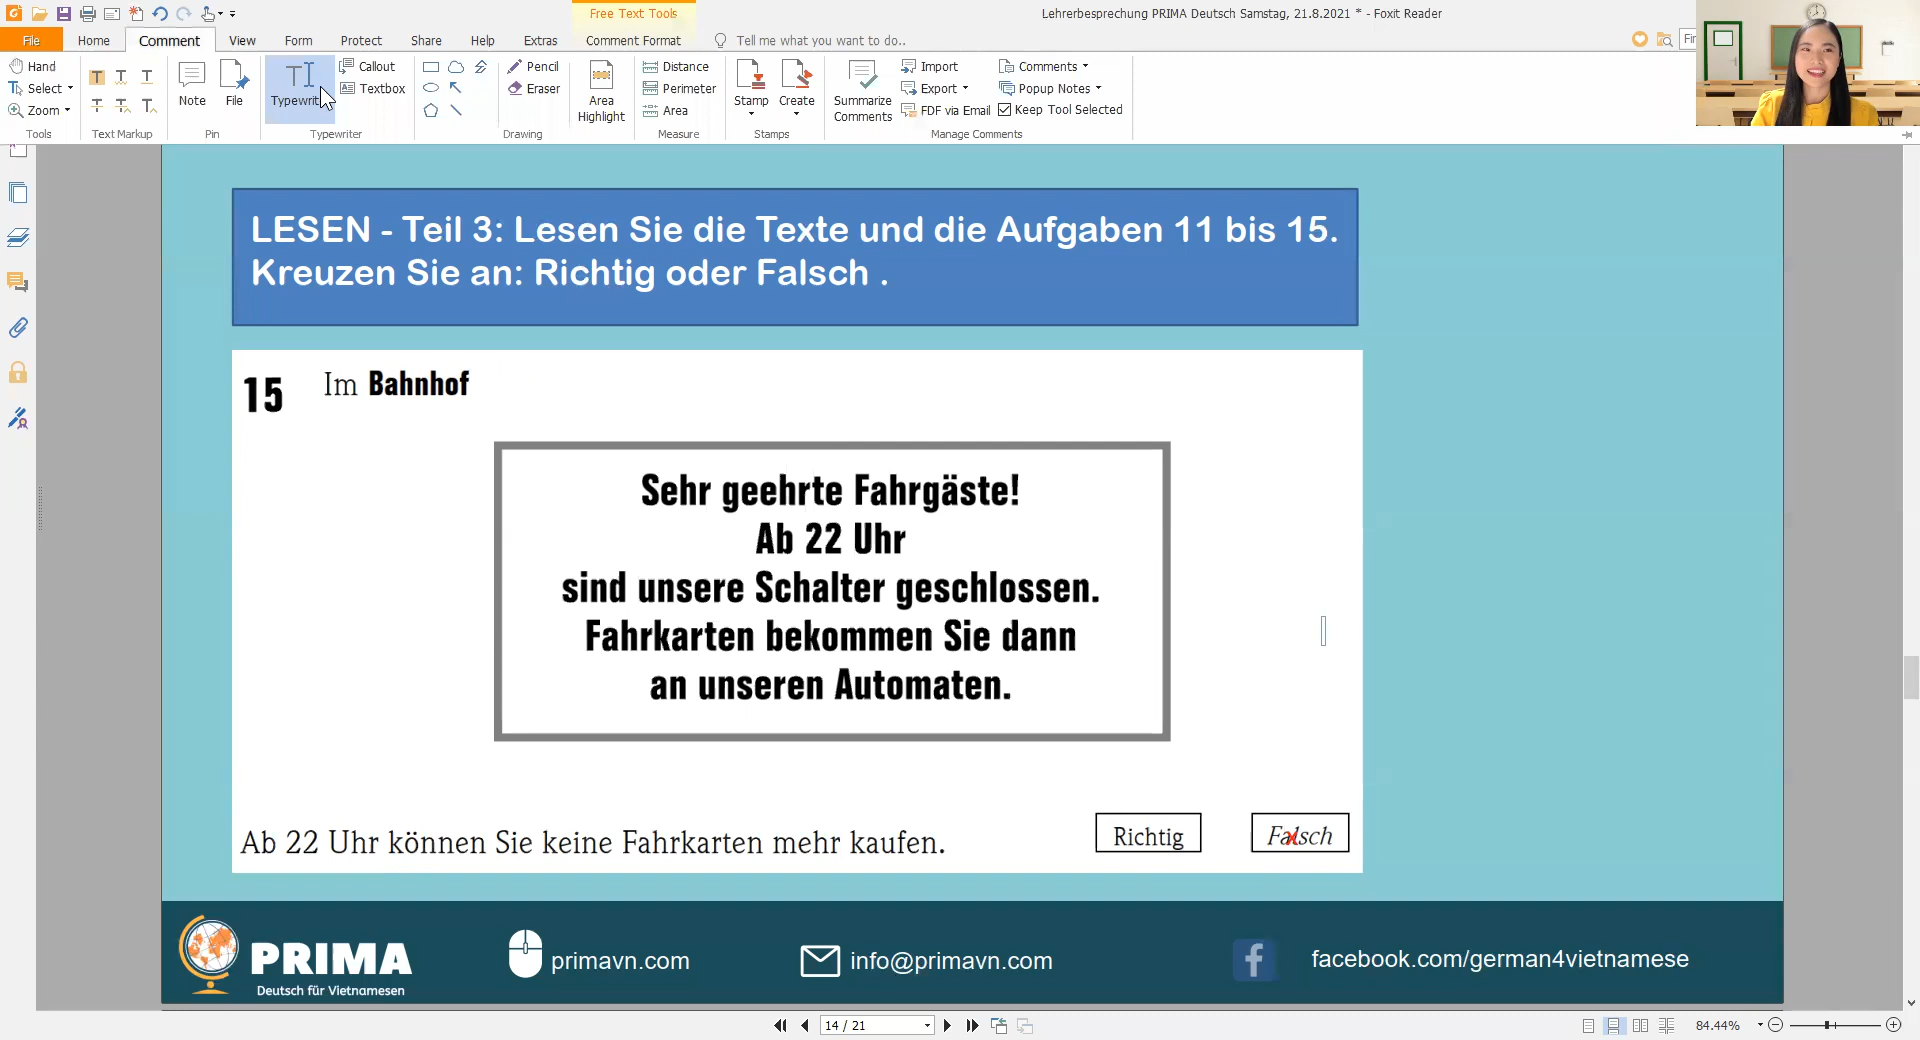 Free Text Tools
Lehrerbesprechung PRIMA Deutsch Samstag, 21.8.2021 * - Foxit Reader
File Home Comment View Form Protect Share Help Extras Comment Format Tell me what you want to do..
Hand
Select
Zoom
Tools
Text Markup
Note
File
Pin
Callout
Textbox
Typewriter
Pencil
Eraser
Drawing
Area
Highlight
Distance
Perimeter
Area
Measure
Stamp
Create
Stamps
Summarize
Comments
Import
Export
FDF via Email
Comments
Popup Notes
Keep Tool Selected
Manage Comments
LESEN - Teil 3: Lesen Sie die Texte und die Aufgaben 11 bis 15.
Kreuzen Sie an: Richtig oder Falsch .
15 Im Bahnhof
Sehr geehrte Fahrgäste!
Ab 22 Uhr
sind unsere Schalter geschlossen.
Fahrkarten bekommen Sie dann
an unseren Automaten.
Ab 22 Uhr können Sie keine Fahrkarten mehr kaufen. Richtig Falsch
x
PRIMA
Deutsch für Vietnamesen
primavn.com
info@primavn.com
facebook.com/german4vietnamese
14 / 21
84.44%